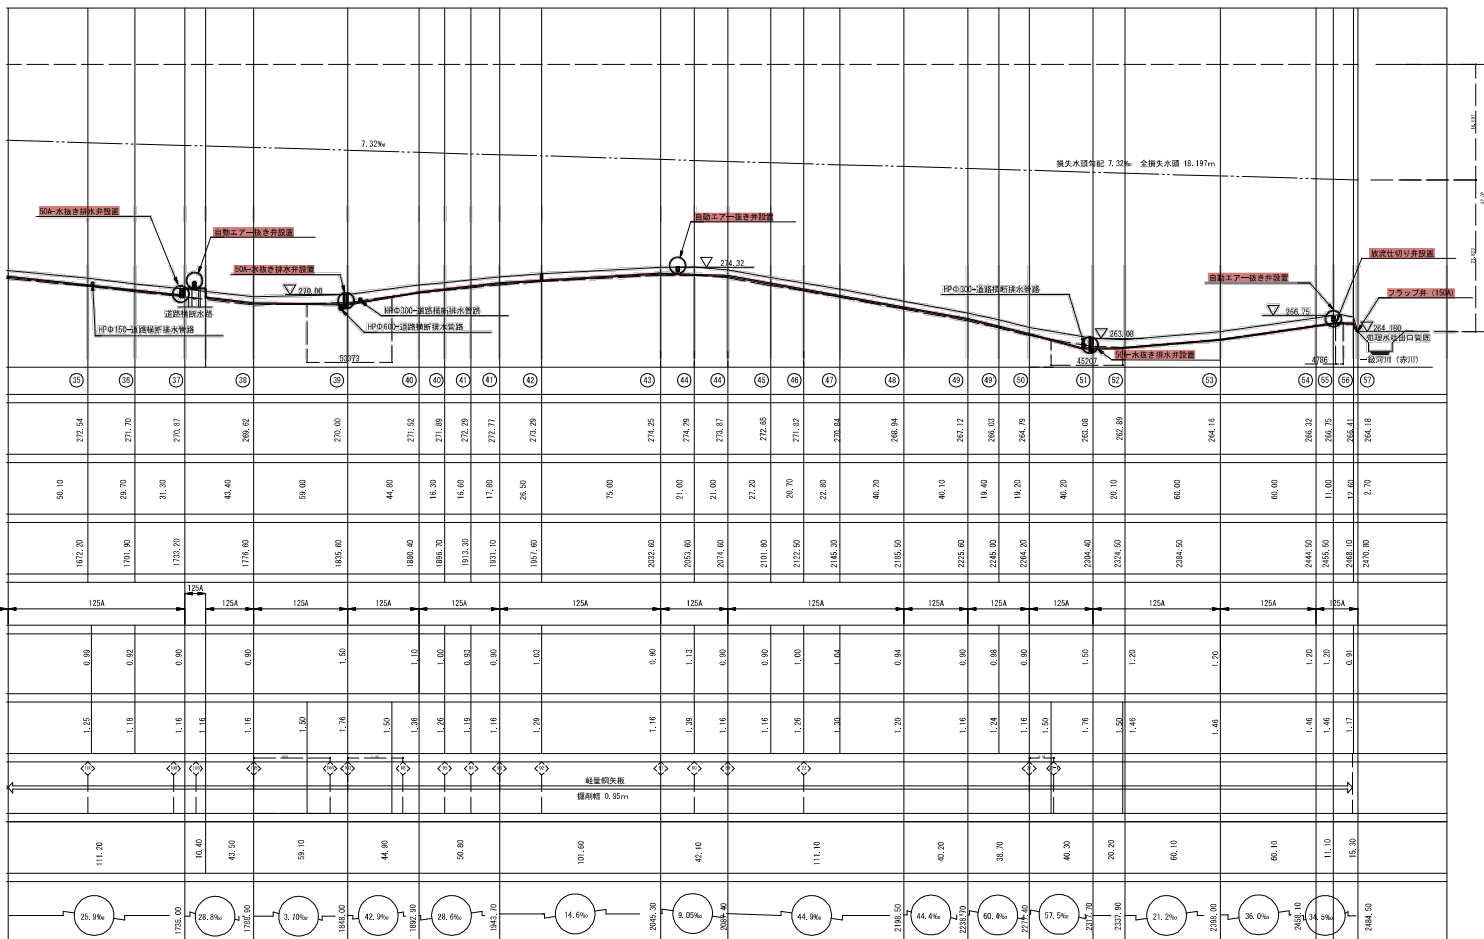 7.32‰
損失水頭勾配 7.32‰ 全損失水頭 18.197m
50A-水抜き排水弁設置
自動エアー抜き弁設置
自動エアー抜き弁設置
放流仕切り弁設置
50A-水抜き排水弁設置
274.32
自動エアー抜き弁設置
270.00
HPΦ300-道路横断排水管路
フラップ弁 (150A)
道路横断水路
HPΦ300-道路横断排水管路
266.75
HPΦ150-道路横断排水管路
HPΦ600-道路横断排水管路
263.08
264.180
処理水吐出口管底
53373
45207
50A-水抜き排水弁設置
4786
一級河川 (赤川)
35 36 37 38 39 40 40 41 41 42 43 44 44 45 46 47 48 49 49 50 51 52 53 54 55 56 57
272.54 271.70 270.87 269.62 270.00 271.52 271.89 272.29 272.77 273.29 274.25 274.29 273.87 272.65 271.82 270.84 268.94 267.12 266.03 264.79 263.08 262.89 264.16 266.32 266.75 266.41 264.18
50.10 29.70 31.30 43.40 59.00 44.80 16.30 16.60 17.80 26.50 75.00 21.00 21.00 27.20 20.70 22.80 40.20 40.10 19.40 19.20 40.20 20.10 60.00 60.00 11.00 12.60 2.70
1672.20 1701.90 1733.20 1776.60 1835.60 1880.40 1896.70 1913.30 1931.10 1957.60 2032.60 2053.60 2074.60 2101.80 2122.50 2145.30 2185.50 2225.60 2245.00 2264.20 2304.40 2324.50 2384.50 2444.50 2455.50 2468.10 2470.80
125A
125A 125A 125A 125A 125A 125A 125A 125A 125A 125A 125A 125A 125A 125A
0.99 0.92 0.90 0.90 1.50 1.10 1.00 0.93 0.90 1.03 0.90 1.13 0.90 0.90 1.00 1.04 0.94 0.90 0.98 0.90 1.50 1.20 1.20 1.20 1.20 0.91
1.25 1.18 1.16 1.16 1.16 1.50 1.76 1.50 1.36 1.26 1.19 1.16 1.29 1.16 1.39 1.16 1.16 1.26 1.30 1.20 1.16 1.24 1.16 1.50 1.76 1.50 1.46 1.46 1.46 1.46 1.17
軽量鋼矢板
掘削幅 0.95m
111.20 10.40 43.50 59.10 44.90 50.80 101.60 42.10 111.10 40.20 38.70 40.30 20.20 60.10 60.10 11.10 15.30
25.9‰ 1735.00 28.8‰ 1788.90 3.70‰ 1848.00 42.9‰ 1892.90 28.6‰ 1943.70 14.6‰ 2045.30 9.05‰ 44.9‰ 2198.50 44.4‰ 2238.70 60.4‰ 57.5‰ 2317.70 2337.90 21.2‰ 2398.00 36.0‰ 2458.10 34.5‰ 2484.50